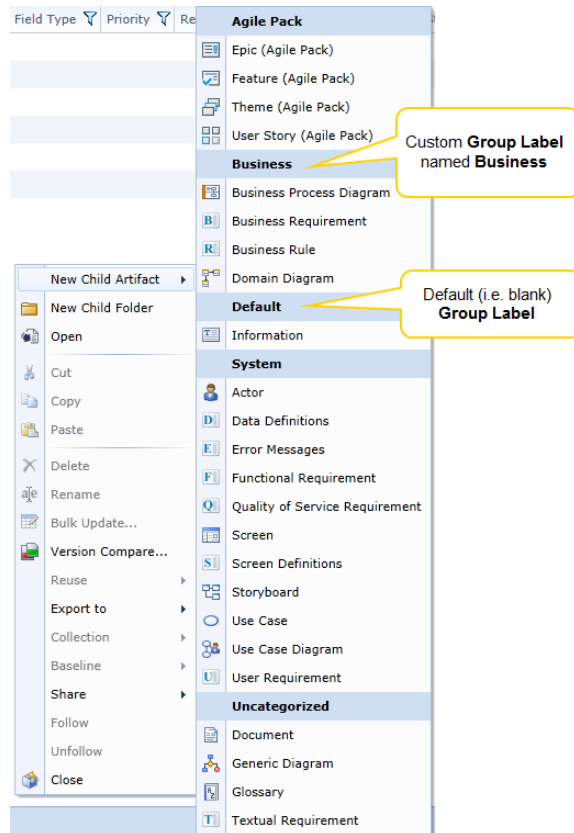 Field Type Priority Re
Agile Pack
Epic (Agile Pack)
Feature (Agile Pack)
Theme (Agile Pack)
User Story (Agile Pack)
Custom Group Label
named Business
Business
Business Process Diagram
Business Requirement
Business Rule
Domain Diagram
Default (i.e. blank)
Group Label
Default
Information
System
Actor
Data Definitions
Error Messages
Functional Requirement
Quality of Service Requirement
Screen
Screen Definitions
Storyboard
Use Case
Use Case Diagram
User Requirement
Uncategorized
Document
Generic Diagram
Glossary
Textual Requirement
New Child Artifact
New Child Folder
Open
Cut
Copy
Paste
Delete
Rename
Bulk Update...
Version Compare...
Reuse
Export to
Collection
Baseline
Share
Follow
Unfollow
Close